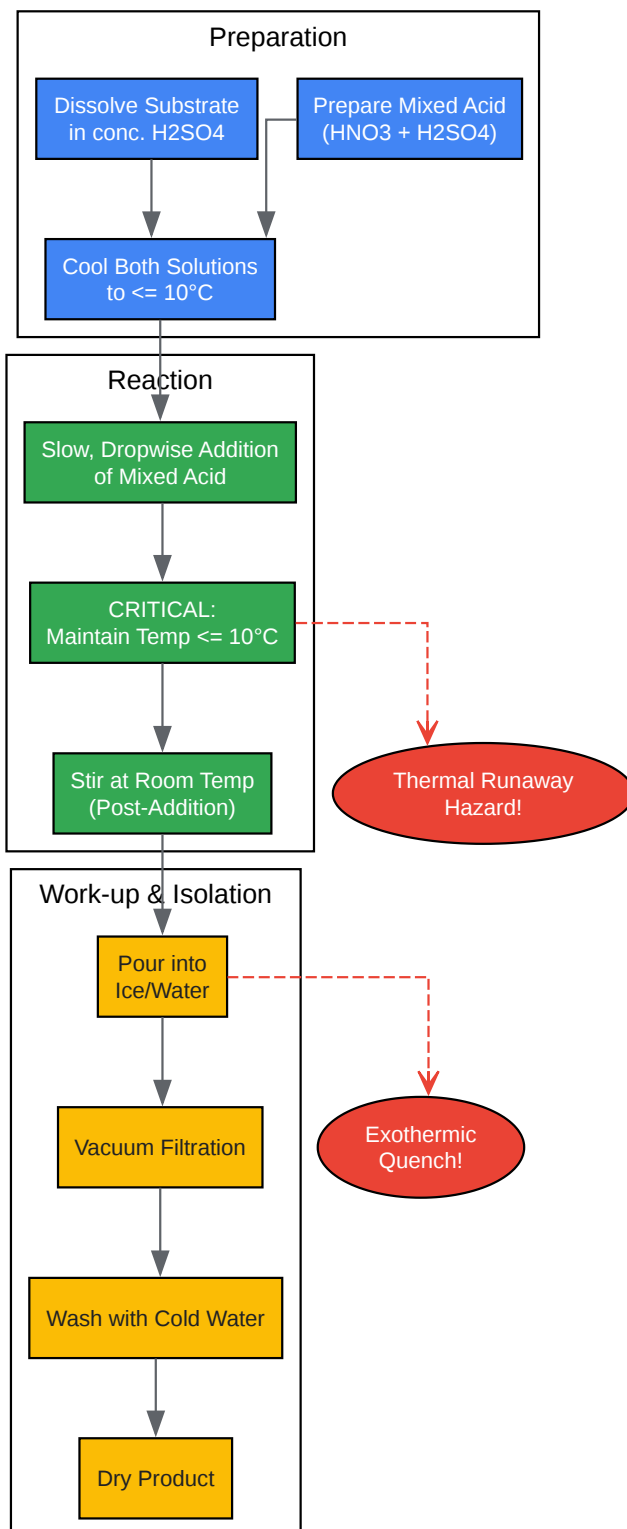 Preparation
Dissolve Substrate
in conc. H2SO4
Prepare Mixed Acid
(HNO3 + H2SO4)
Cool Both Solutions
to <= 10°C
Reaction
Slow, Dropwise Addition
of Mixed Acid
CRITICAL:
Maintain Temp <= 10°C
Stir at Room Temp
(Post-Addition)
Thermal Runaway
Hazard!
Work-up & Isolation
Pour into
Ice/Water
Vacuum Filtration
Exothermic
Quench!
Wash with Cold Water
Dry Product